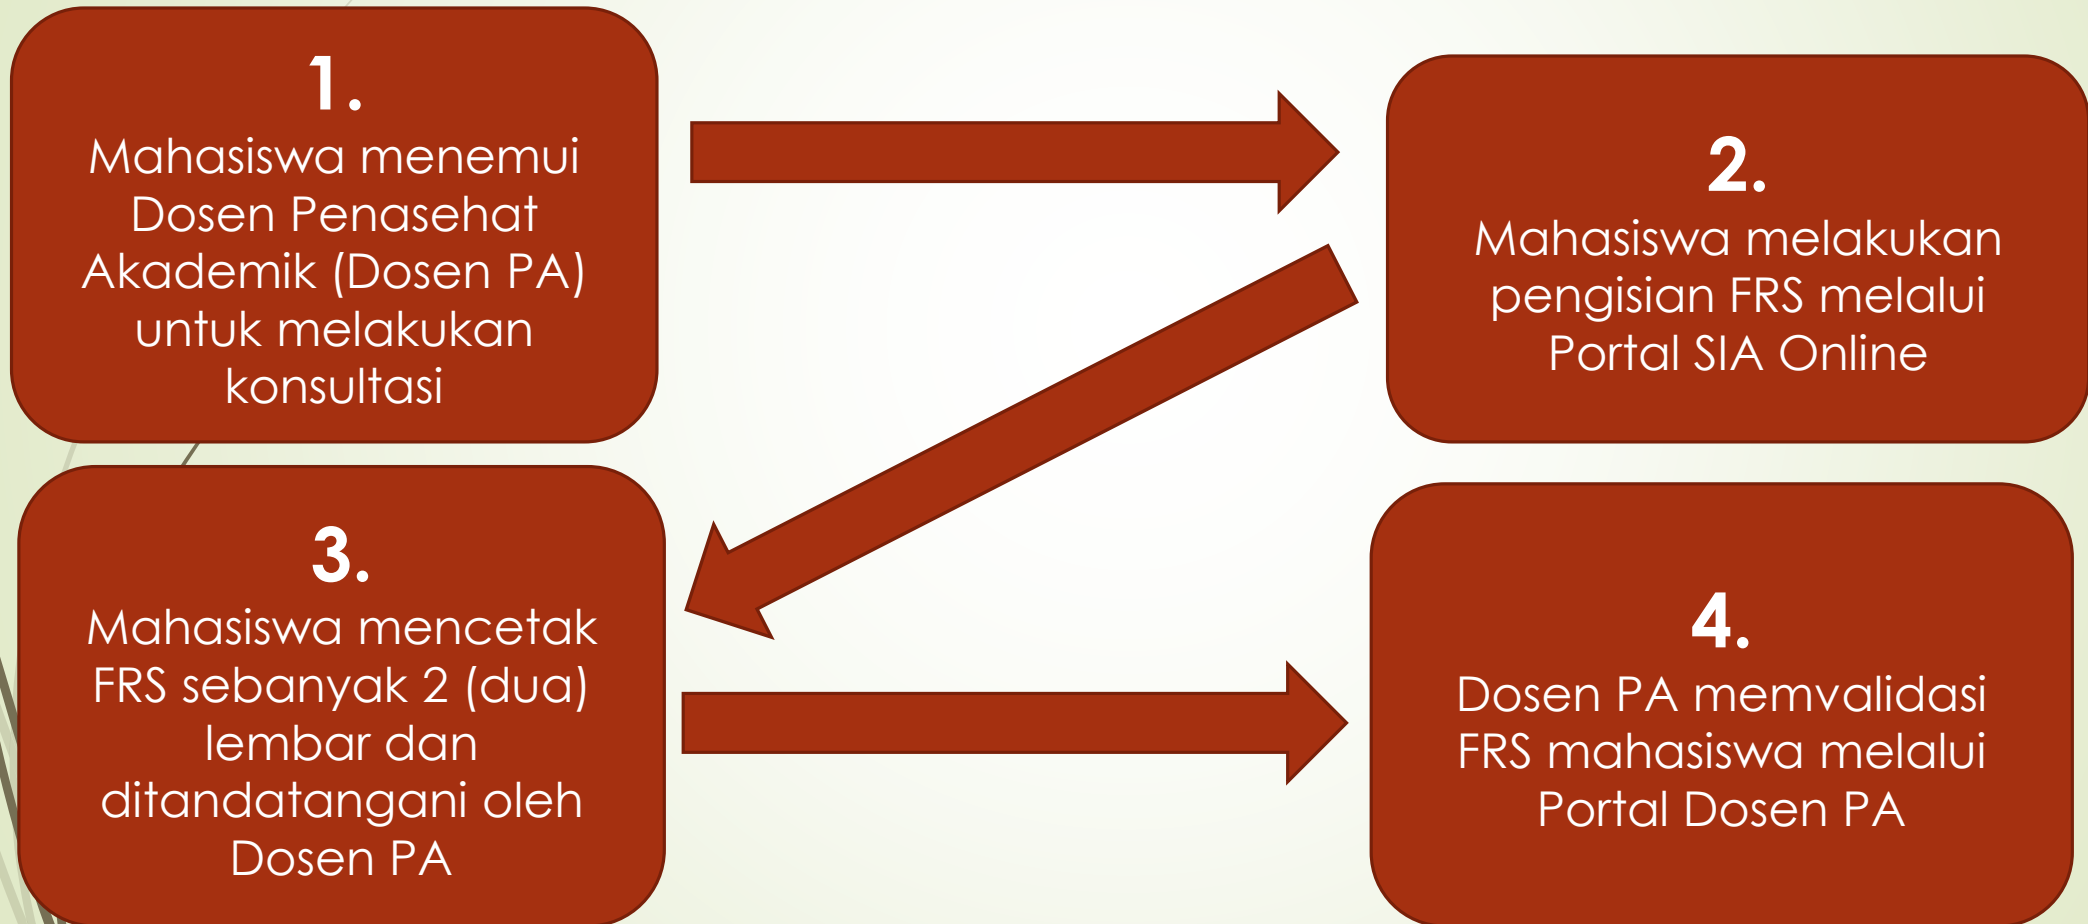 1.
Mahasiswa menemui
Dosen Penasehat
Akademik (Dosen PA)
untuk melakukan
konsultasi
2.
Mahasiswa melakukan
pengisian FRS melalui
Portal SIA Online
3.
Mahasiswa mencetak
FRS sebanyak 2 (dua)
lembar dan
ditandatangani oleh
Dosen PA
4.
Dosen PA memvalidasi
FRS mahasiswa melalui
Portal Dosen PA